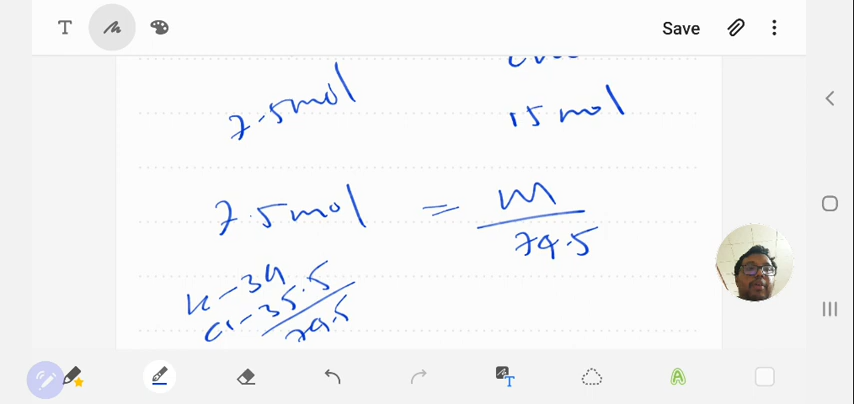 T Save
7.5mol 15 mol
7.5mol = m
74.5
K - 39
Cl - 35.5
74.5